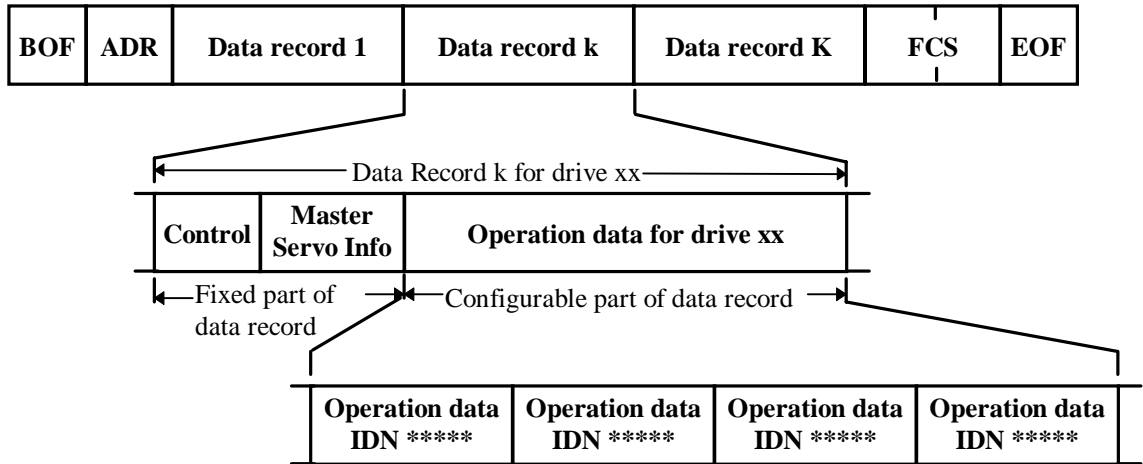 BOF ADR Data record 1 Data record k Data record K FCS EOF
Data Record k for drive xx
Control Master Servo Info Operation data for drive xx
Fixed part of data record
Configurable part of data record
Operation data IDN ***** Operation data IDN ***** Operation data IDN ***** Operation data IDN *****